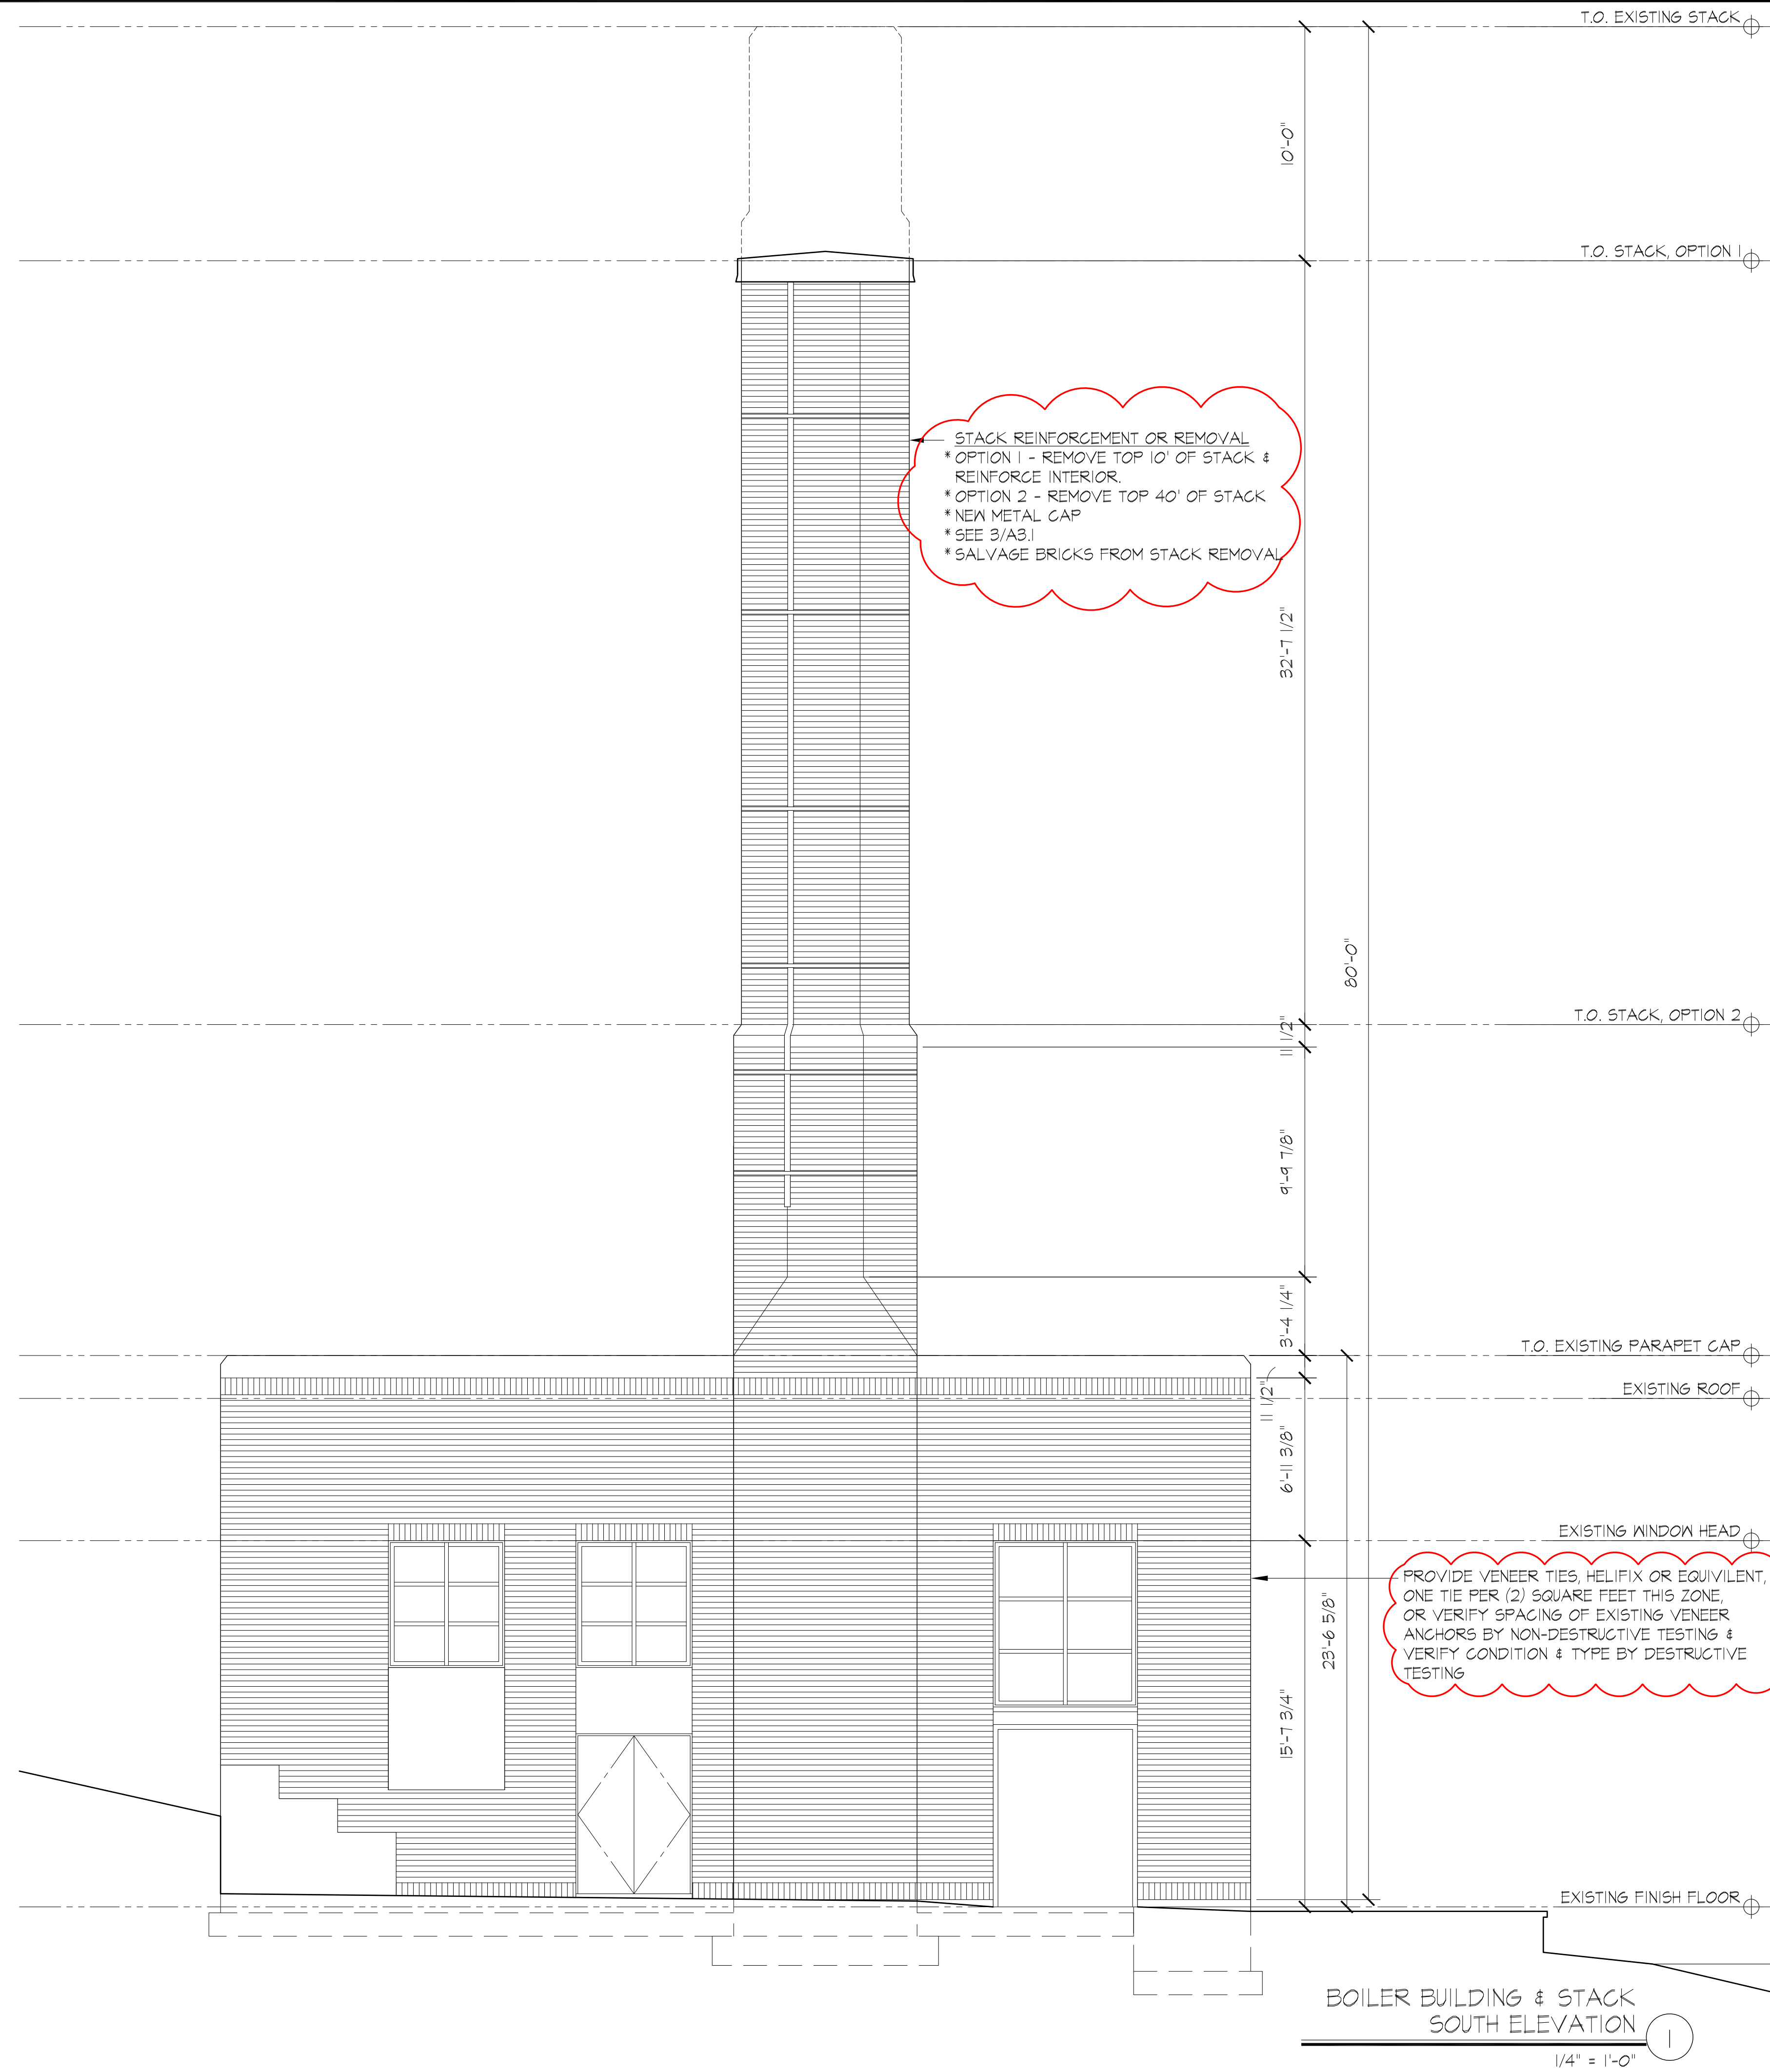 T.O. EXISTING STACK
10'-0"
T.O. STACK, OPTION 1
STACK REINFORCEMENT OR REMOVAL
* OPTION 1 - REMOVE TOP 10' OF STACK &
REINFORCE INTERIOR.
* OPTION 2 - REMOVE TOP 40' OF STACK
* NEW METAL CAP
* SEE 3/A3.1
* SALVAGE BRICKS FROM STACK REMOVAL
32'-7 1/2"
80'-0"
T.O. STACK, OPTION 2
11 1/2"
9'-9 7/8"
3'-4 1/4"
T.O. EXISTING PARAPET CAP
EXISTING ROOF
11 1/2"
6'-11 3/8"
EXISTING WINDOW HEAD
PROVIDE VENEER TIES, HELIFIX OR EQUIVILENT,
ONE TIE PER (2) SQUARE FEET THIS ZONE,
OR VERIFY SPACING OF EXISTING VENEER
ANCHORS BY NON-DESTRUCTIVE TESTING &
VERIFY CONDITION & TYPE BY DESTRUCTIVE
TESTING
23'-6 5/8"
15'-7 3/4"
EXISTING FINISH FLOOR
BOILER BUILDING & STACK
SOUTH ELEVATION
1
1/4" = 1'-0"